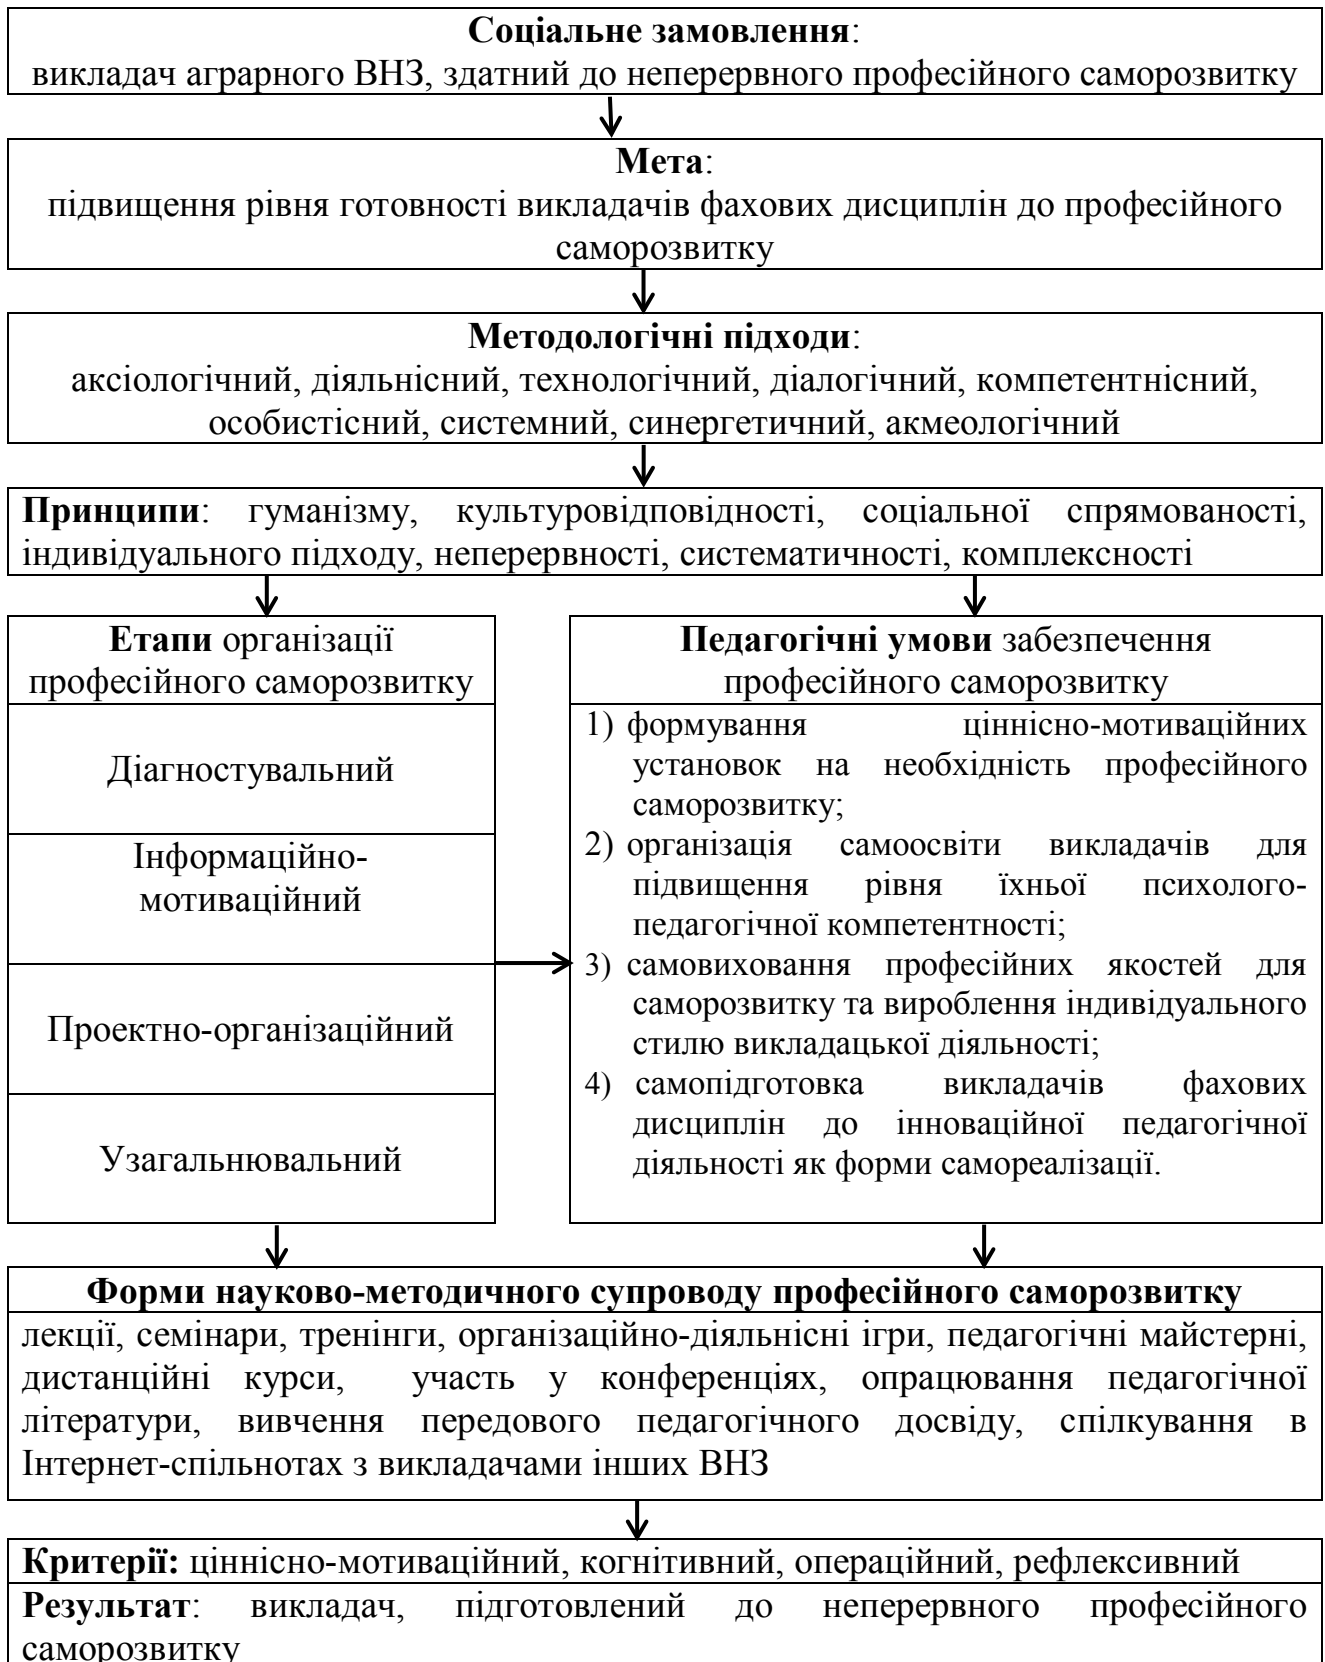 Соціальне замовлення:
викладач аграрного ВНЗ, здатний до неперервного професійного саморозвитку
Мета:
підвищення рівня готовності викладачів фахових дисциплін до професійного
саморозвитку
Методологічні підходи:
аксіологічний, діяльнісний, технологічний, діалогічний, компетентнісний,
особистісний, системний, синергетичний, акмеологічний
Принципи: гуманізму, культуровідповідності, соціальної спрямованості,
індивідуального підходу, неперервності, систематичності, комплексності
Етапи організації
професійного саморозвитку
Діагностувальний
Інформаційно-
мотиваційний
Проектно-організаційний
Узагальнювальний
Педагогічні умови забезпечення
професійного саморозвитку
1) формування ціннісно-мотиваційних
установок на необхідність професійного
саморозвитку;
2) організація самоосвіти викладачів для
підвищення рівня їхньої психолого-
педагогічної компетентності;
3) самовиховання професійних якостей для
саморозвитку та вироблення індивідуального
стилю викладацької діяльності;
4) самопідготовка викладачів фахових
дисциплін до інноваційної педагогічної
діяльності як форми самореалізації.
Форми науково-методичного супроводу професійного саморозвитку
лекції, семінари, тренінги, організаційно-діяльнісні ігри, педагогічні майстерні,
дистанційні курси, участь у конференціях, опрацювання педагогічної
літератури, вивчення передового педагогічного досвіду, спілкування в
Інтернет-спільнотах з викладачами інших ВНЗ
Критерії: ціннісно-мотиваційний, когнітивний, операційний, рефлексивний
Результат: викладач, підготовлений до неперервного професійного
саморозвитку